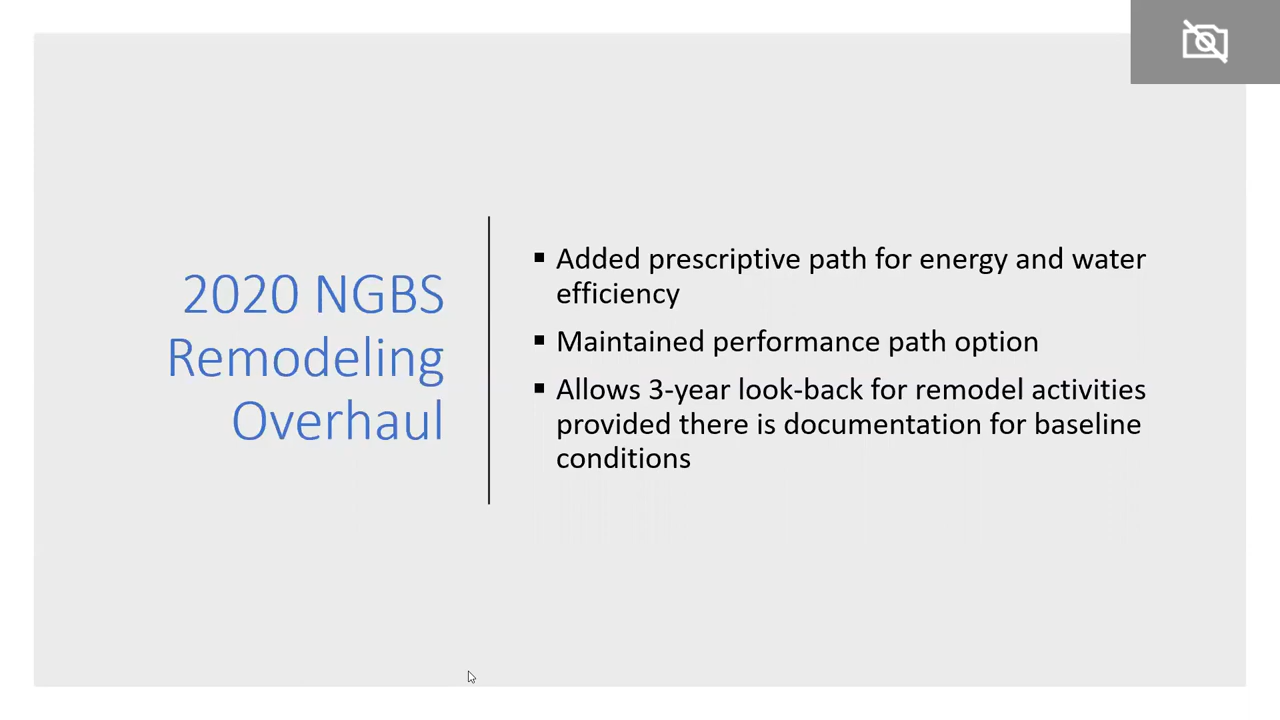 2020 NGBS
Remodeling
Overhaul
▪ Added prescriptive path for energy and water
efficiency
▪ Maintained performance path option
▪ Allows 3-year look-back for remodel activities
provided there is documentation for baseline
conditions